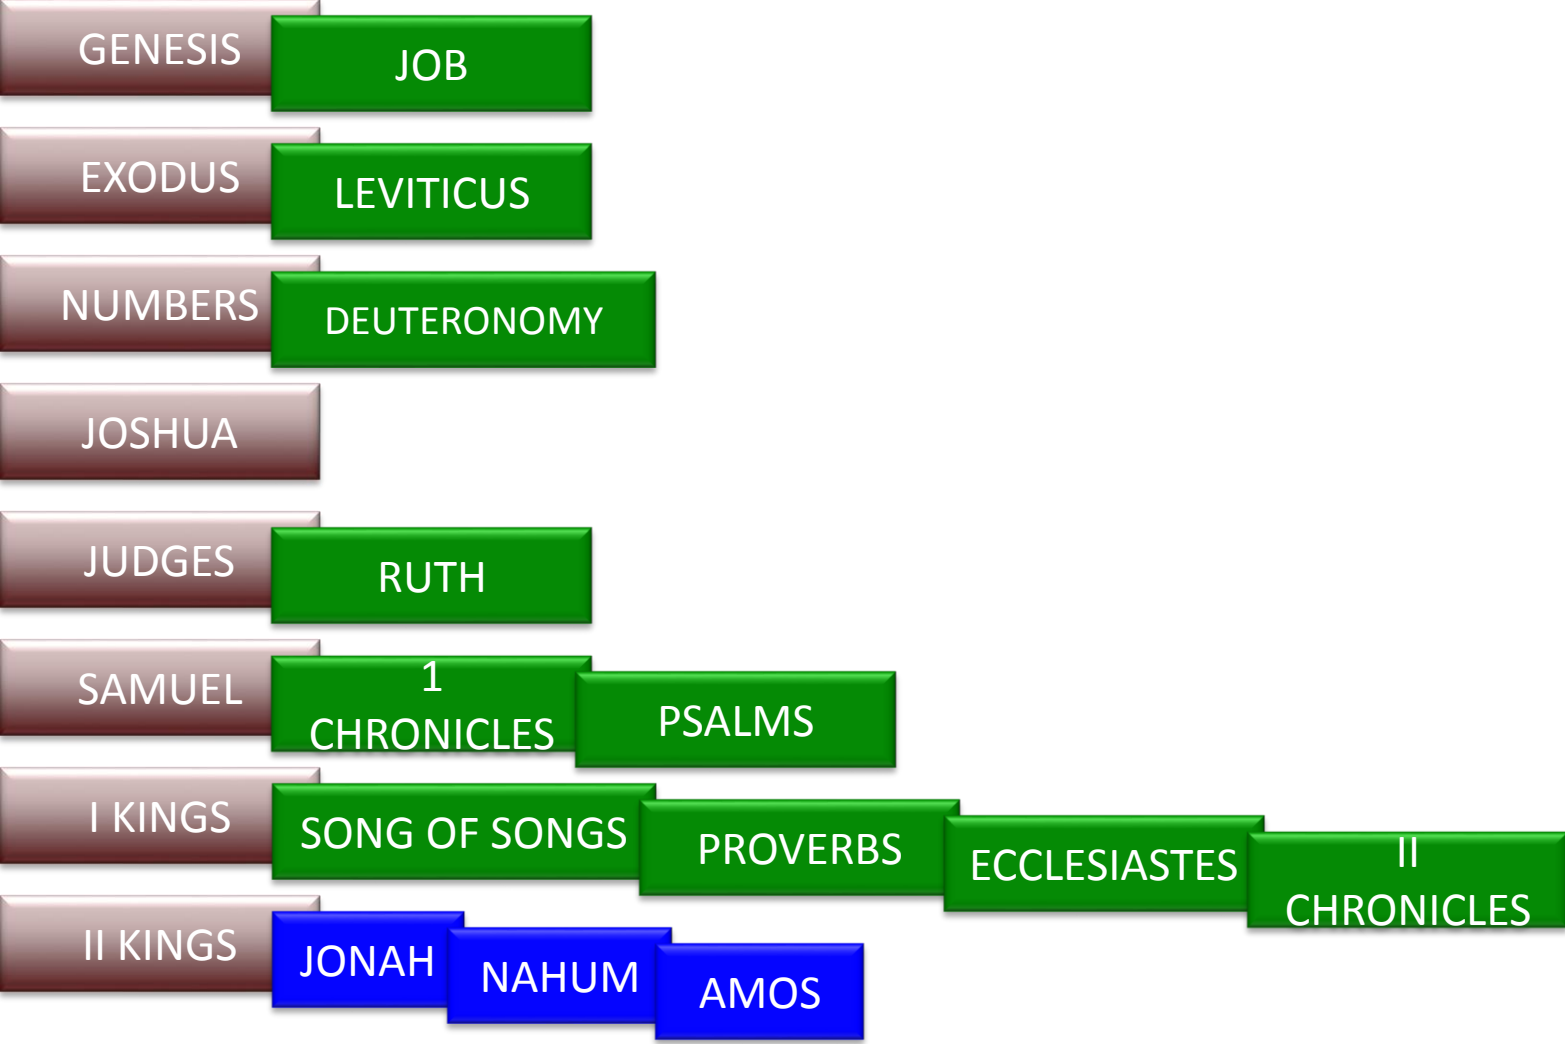 GENESIS
JOB
EXODUS
LEVITICUS
NUMBERS
DEUTERONOMY
JOSHUA
JUDGES
RUTH
SAMUEL
1
CHRONICLES
PSALMS
I KINGS
SONG OF SONGS
PROVERBS
ECCLESIASTES
II
CHRONICLES
II KINGS
JONAH
NAHUM
AMOS